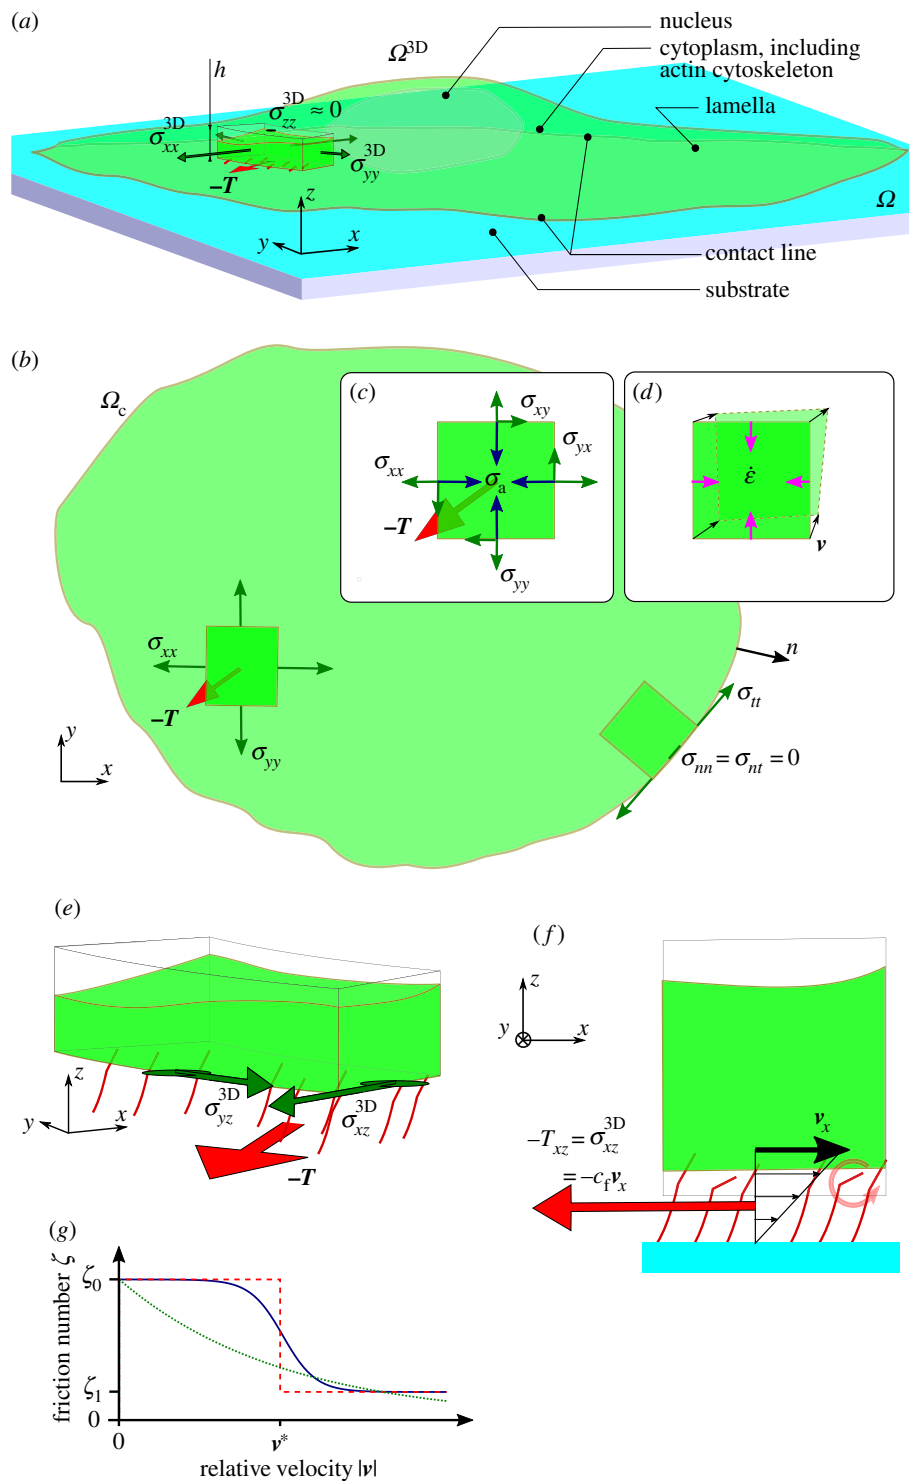 (a)
nucleus
Ω3D
cytoplasm, including
actin cytoskeleton
h
lamella
σzz3D ≈ 0
σxx3D
σyy3D
–T
z
y
x
Ω
contact line
substrate
(b)
Ωc
(c)
σxy
σyx
σxx
σa
–T
σyy
(d)
ε̇
v
n
σxx
–T
σyy
σtt
σnn = σnt = 0
y
x
(e)
σyz3D
σxz3D
–T
z
y
x
(f)
z
y
x
vx
–Txz = σxz3D
= –cf vx
(g)
friction number ζ
ζ0
ζ1
0
0
v*
relative velocity |v|